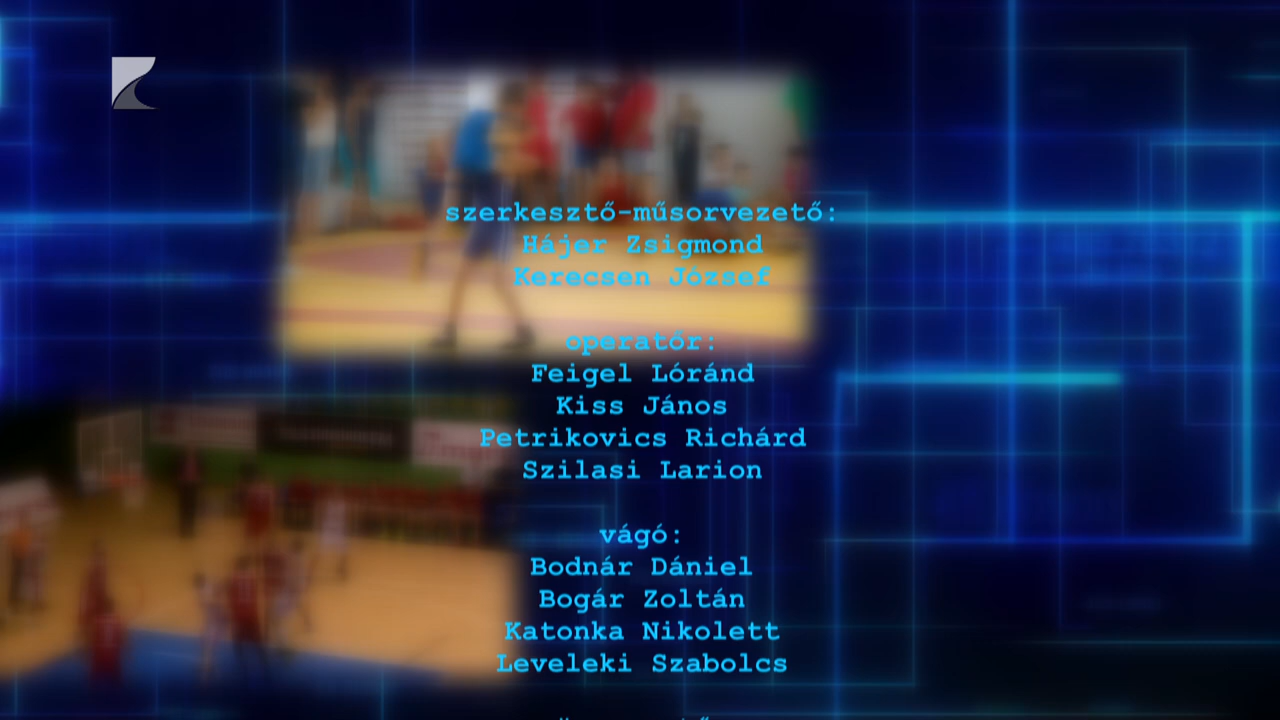 szerkesztő-műsorvezető:
Hájer Zsigmond
Kerecsen József
operatőr:
Feigel Lóránd
Kiss János
Petrikovics Richárd
Szilasi Larion
vágó:
Bodnár Dániel
Bogár Zoltán
Katonka Nikolett
Leveleki Szabolcs